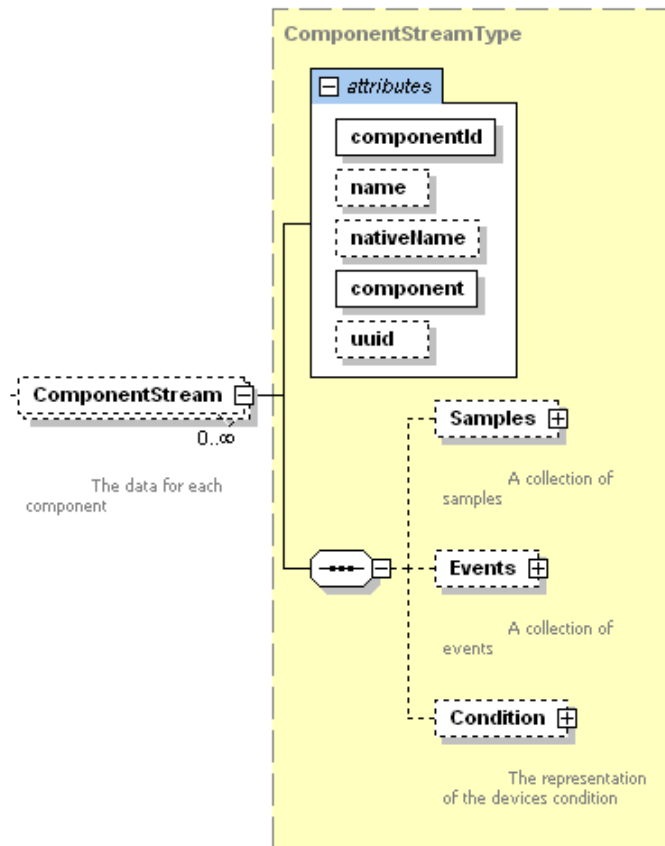 ComponentStreamType
attributes
componentId
name
nativeName
component
uuid
ComponentStream
0..∞
The data for each
component
Samples
A collection of
samples
Events
A collection of
events
Condition
The representation
of the devices condition